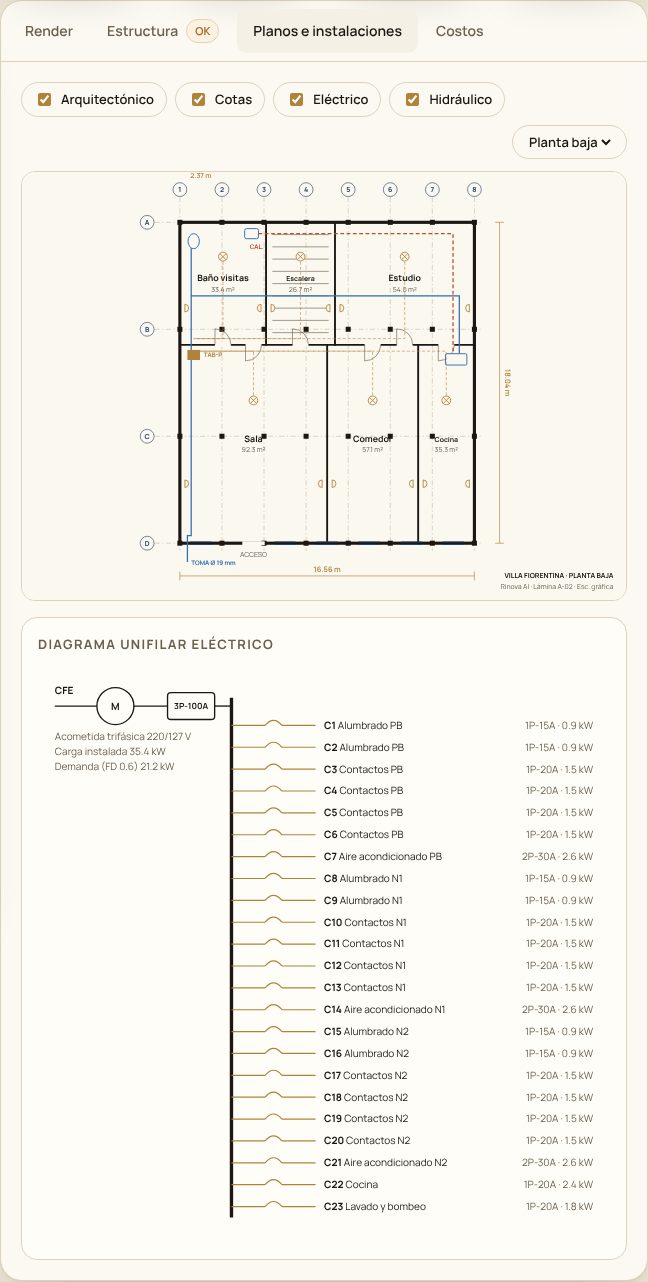 Render Estructura OK Planos e instalaciones Costos
Arquitectónico Cotas Eléctrico Hidráulico
Planta baja
2.37 m
1 2 3 4 5 6 7 8
A
CAL.
Baño visitas Escalera Estudio
33.4 m² 26.7 m² 54.8 m²
B
TAB-P
18.04 m
C
Sala Comedor Cocina
92.3 m² 57.1 m² 35.3 m²
D
ACCESO
TOMA Ø 19 mm
16.56 m
VILLA FIORENTINA · PLANTA BAJA
Rinova AI · Lámina A-02 · Esc. gráfica
DIAGRAMA UNIFILAR ELÉCTRICO
CFE
M 3P-100A
Acometida trifásica 220/127 V
Carga instalada 35.4 kW
Demanda (FD 0.6) 21.2 kW
C1 Alumbrado PB 1P-15A · 0.9 kW
C2 Alumbrado PB 1P-15A · 0.9 kW
C3 Contactos PB 1P-20A · 1.5 kW
C4 Contactos PB 1P-20A · 1.5 kW
C5 Contactos PB 1P-20A · 1.5 kW
C6 Contactos PB 1P-20A · 1.5 kW
C7 Aire acondicionado PB 2P-30A · 2.6 kW
C8 Alumbrado N1 1P-15A · 0.9 kW
C9 Alumbrado N1 1P-15A · 0.9 kW
C10 Contactos N1 1P-20A · 1.5 kW
C11 Contactos N1 1P-20A · 1.5 kW
C12 Contactos N1 1P-20A · 1.5 kW
C13 Contactos N1 1P-20A · 1.5 kW
C14 Aire acondicionado N1 2P-30A · 2.6 kW
C15 Alumbrado N2 1P-15A · 0.9 kW
C16 Alumbrado N2 1P-15A · 0.9 kW
C17 Contactos N2 1P-20A · 1.5 kW
C18 Contactos N2 1P-20A · 1.5 kW
C19 Contactos N2 1P-20A · 1.5 kW
C20 Contactos N2 1P-20A · 1.5 kW
C21 Aire acondicionado N2 2P-30A · 2.6 kW
C22 Cocina 1P-20A · 2.4 kW
C23 Lavado y bombeo 1P-20A · 1.8 kW